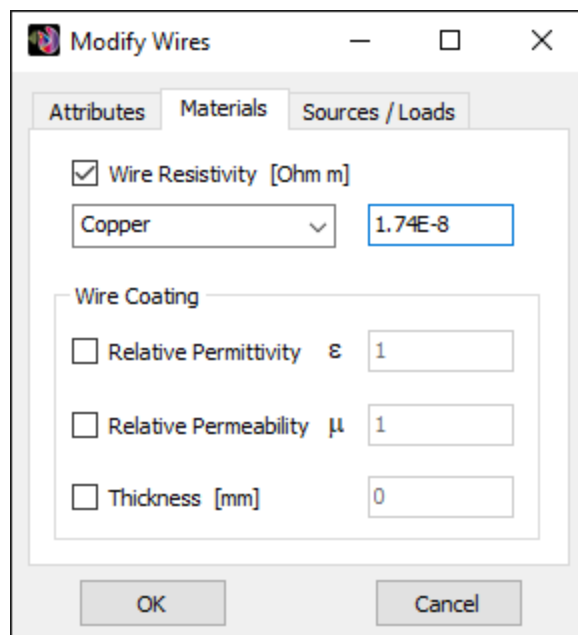 Modify Wires
Attributes Materials Sources / Loads
Wire Resistivity [Ohm m]
Copper 1.74E-8
Wire Coating
Relative Permittivity ε 1
Relative Permeability μ 1
Thickness [mm] 0
OK Cancel